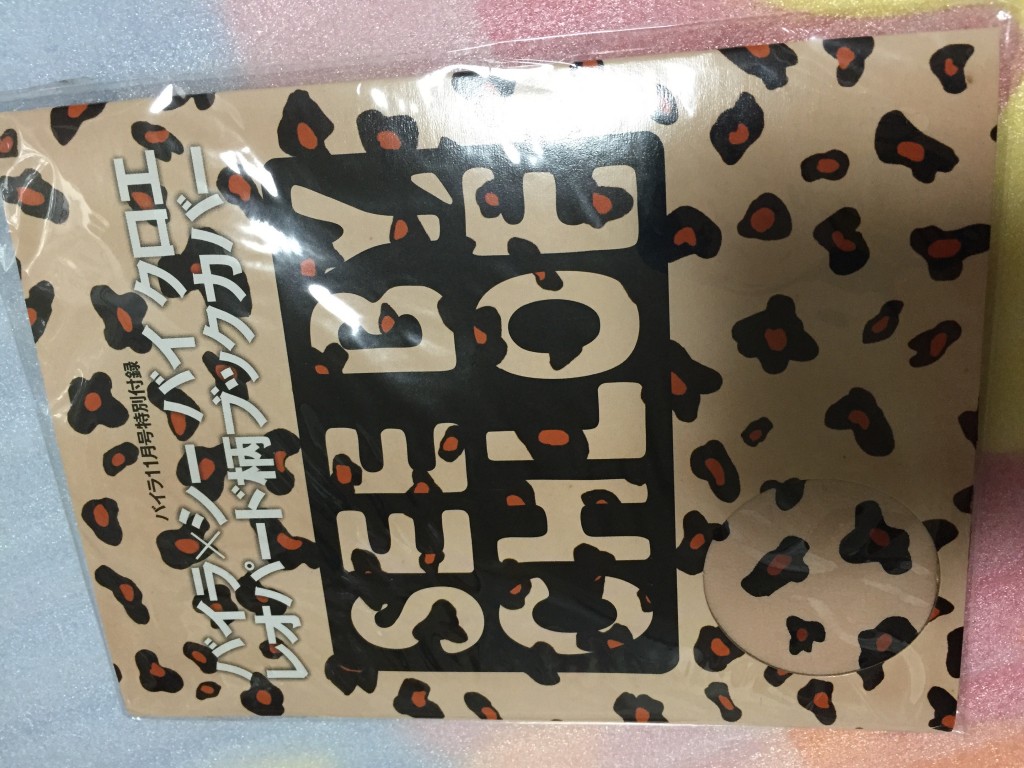 バイラ11月号特別付録
バイラ×シー バイ クロエ
レオパード柄ブックカバー
SEE BY
CHLOÉ